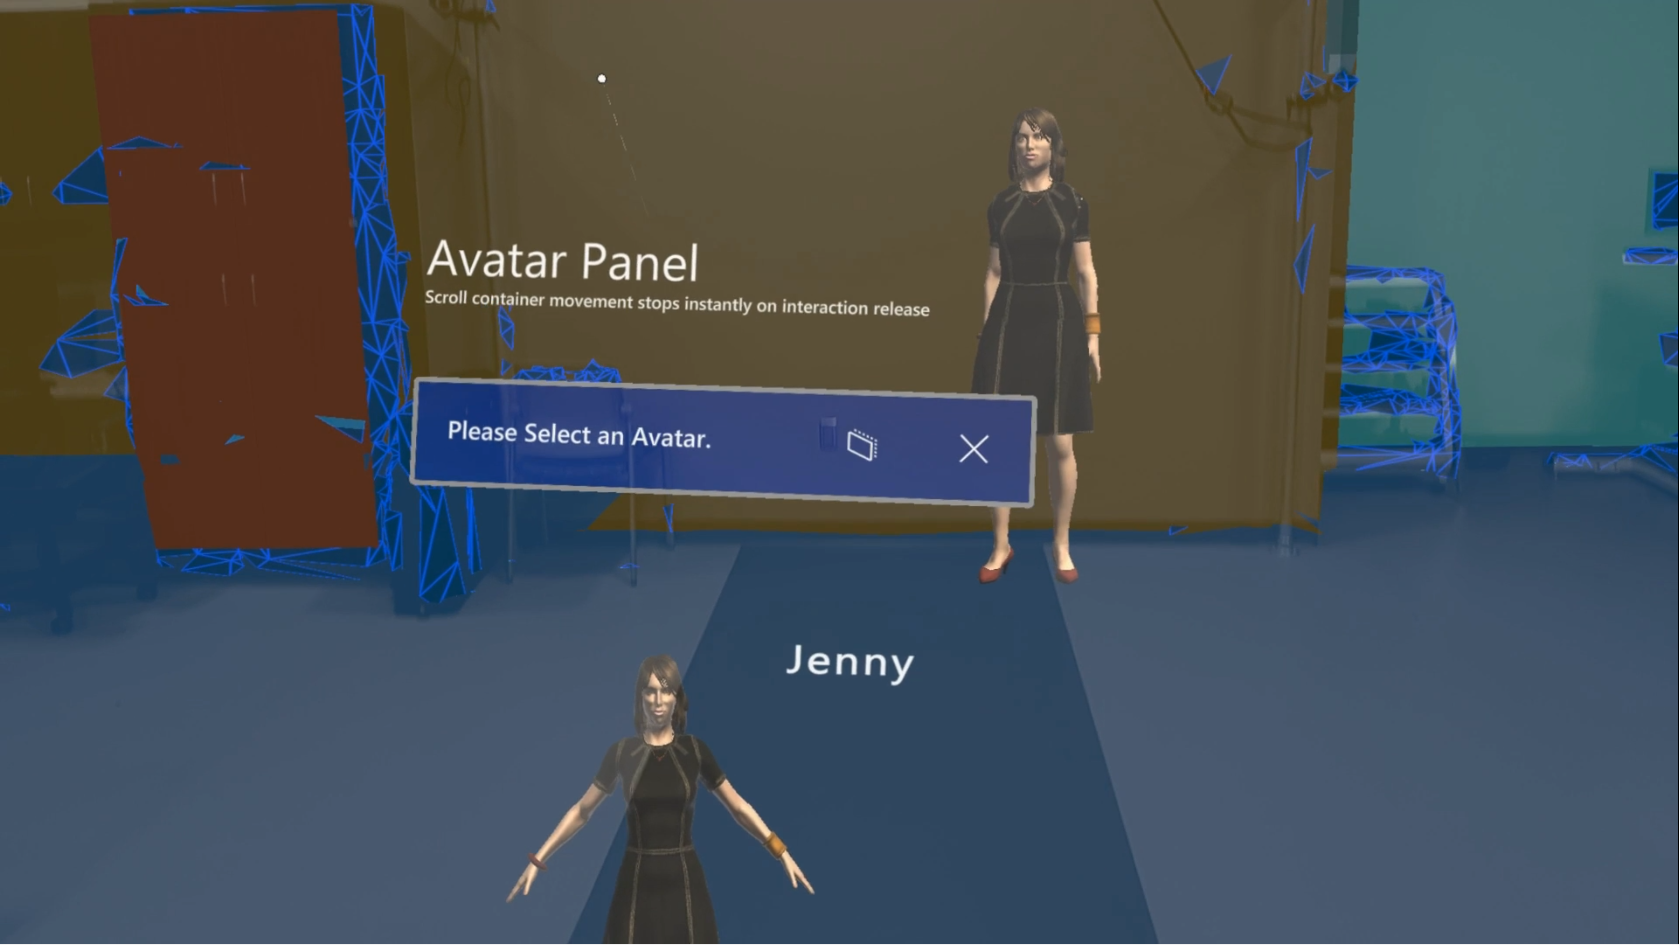 Avatar Panel
Scroll container movement stops instantly on interaction release
Please Select an Avatar.
Jenny